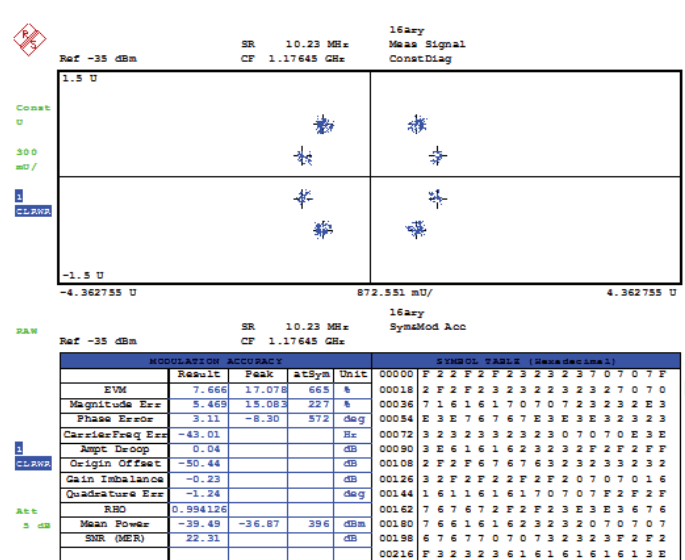 R S
16ary
SR 10.23 MHz Meas Signal
Ref -35 dBm CF 1.17645 GHz ConstDiag
1.5 U
Const
U
300
mU/
1
CLRWR
-1.5 U
-4.362755 U 872.551 mU/ 4.362755 U
16ary
RAW SR 10.23 MHz Sym&Mod Acc
Ref -35 dBm CF 1.17645 GHz
MODULATION ACCURACY SYMBOL TABLE (Hexadecimal)
Result Peak atSym Unit 00000 F 2 2 F 2 F 2 3 2 3 2 3 7 0 7 0 7 F
EVM 7.666 17.078 665 % 00018 2 F 2 F 2 3 2 3 2 2 3 2 3 2 7 0 7 0
Magnitude Err 5.469 15.083 227 % 00036 7 1 6 1 6 1 7 0 7 0 7 2 3 2 3 2 E 3
Phase Error 3.11 -8.30 572 deg 00054 E 3 E 7 6 7 6 7 E 3 E 3 E 3 2 3 2 3
CarrierFreq Err -43.01 Hz 00072 3 2 3 2 3 3 2 3 2 3 0 7 0 7 0 E 3 E
Ampt Droop 0.04 dB 00090 3 E 6 1 6 1 6 2 3 2 3 2 F 2 F 2 F F
1
CLRWR
Origin Offset -50.44 dB 00108 2 F 2 F 6 7 6 7 6 3 2 3 2 3 3 2 3 2
Gain Imbalance -0.23 dB 00126 3 2 F 2 F 2 2 F 2 F 2 0 7 0 7 0 1 6
Quadrature Err -1.24 deg 00144 1 6 1 1 6 1 6 1 7 0 7 0 7 F 2 F 2 F
Att
5 dB
RHO 0.994126 00162 7 6 7 6 7 2 F 2 F 2 3 E 3 E 3 6 7 6
Mean Power -39.49 -36.87 396 dBm 00180 7 6 6 1 6 1 6 2 3 2 3 2 0 7 0 7 0 7
SNR (MER) 22.31 dB 00198 6 7 6 7 7 0 7 0 7 3 2 3 2 3 F 2 F 2
00216 F 3 2 3 2 3 6 1 6 1 6 1 6 1 6 1 3 E